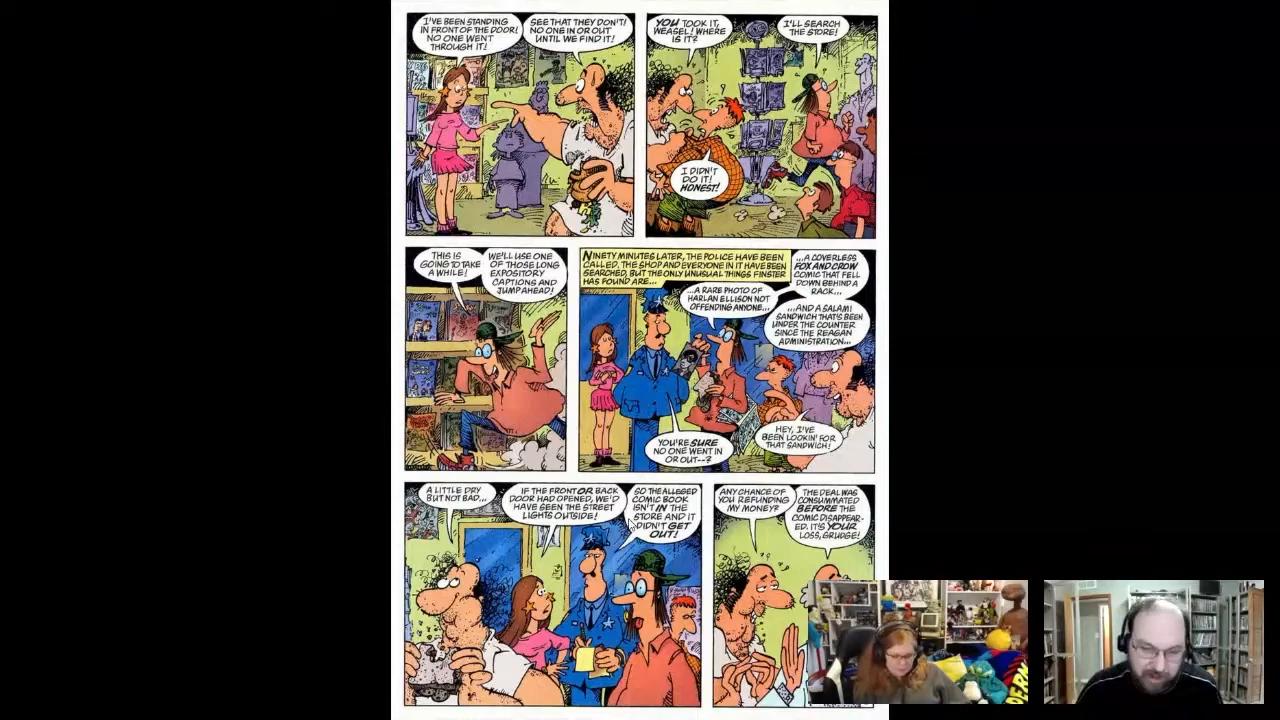 I'VE BEEN STANDING
IN FRONT OF THE DOOR!
NO ONE WENT
THROUGH IT!
SEE THAT THEY DON'T!
NO ONE IN OR OUT
UNTIL WE FIND IT!
YOU TOOK IT,
WEASEL! WHERE
IS IT?
I'LL SEARCH
THE STORE!
I DIDN'T
DO IT!
HONEST!
THIS IS
GOING TO TAKE
A WHILE!
WE'LL USE ONE
OF THOSE LONG
EXPOSITORY
CAPTIONS AND
JUMP AHEAD!
NINETY MINUTES LATER, THE POLICE HAVE BEEN
CALLED, THE SHOP AND EVERYONE IN IT HAVE BEEN
SEARCHED, BUT THE ONLY UNUSUAL THINGS FINSTER
HAS FOUND ARE...
...A RARE PHOTO OF
HARLAN ELLISON NOT
OFFENDING ANYONE...
...A COVERLESS
FOX AND CROW
COMIC THAT FELL
DOWN BEHIND A
RACK...
...AND A SALAMI
SANDWICH THAT'S BEEN
UNDER THE COUNTER
SINCE THE REAGAN
ADMINISTRATION...
YOU'RE SURE
NO ONE WENT IN
OR OUT--?
HEY, I'VE
BEEN LOOKIN' FOR
THAT SANDWICH!
A LITTLE DRY
BUT NOT BAD...
IF THE FRONT OR BACK
DOOR HAD OPENED, WE'D
HAVE SEEN THE STREET
LIGHTS OUTSIDE!
SO THE ALLEGED
COMIC BOOK
ISN'T IN THE
STORE AND IT
DIDN'T GET
OUT!
ANY CHANCE OF
YOU REFUNDING
MY MONEY?
THE DEAL WAS
CONSUMMATED
BEFORE THE
COMIC DISAPPEAR-
ED. IT'S YOUR
LOSS, GRUDGE!